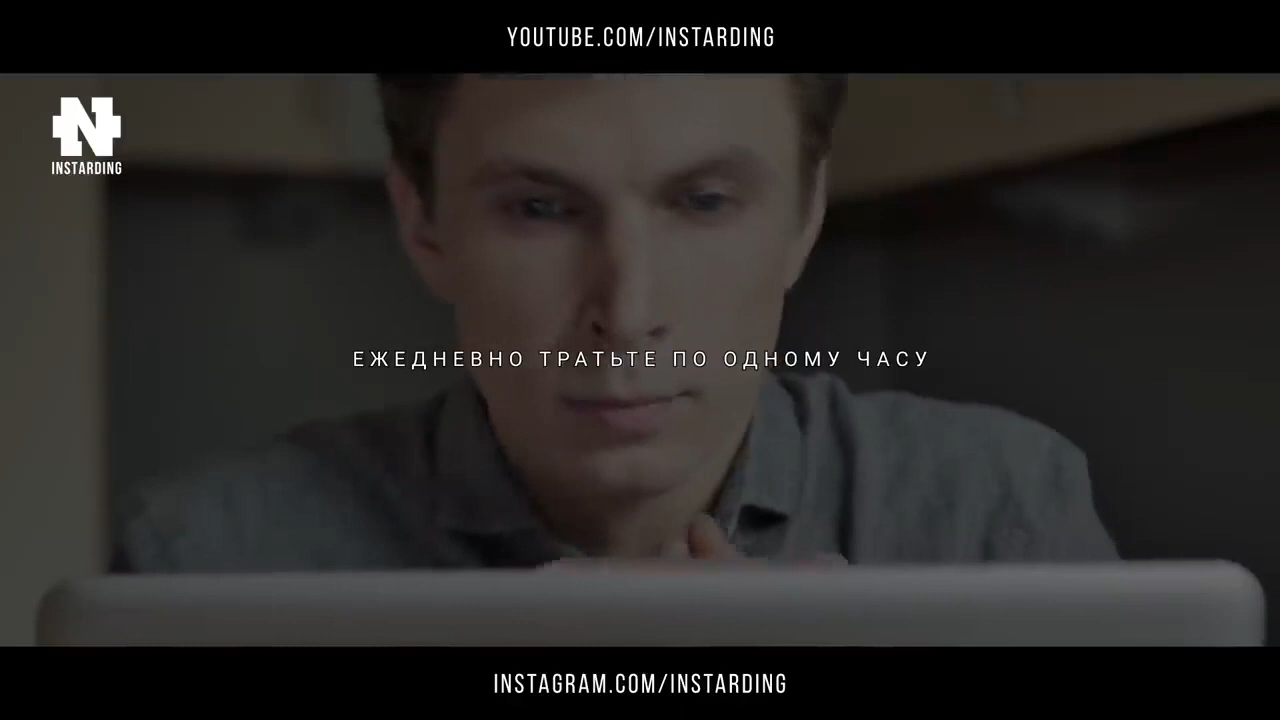 YOUTUBE.COM/INSTARDING
N
INSTARDING
ЕЖЕДНЕВНО ТРАТЬТЕ ПО ОДНОМУ ЧАСУ
INSTAGRAM.COM/INSTARDING